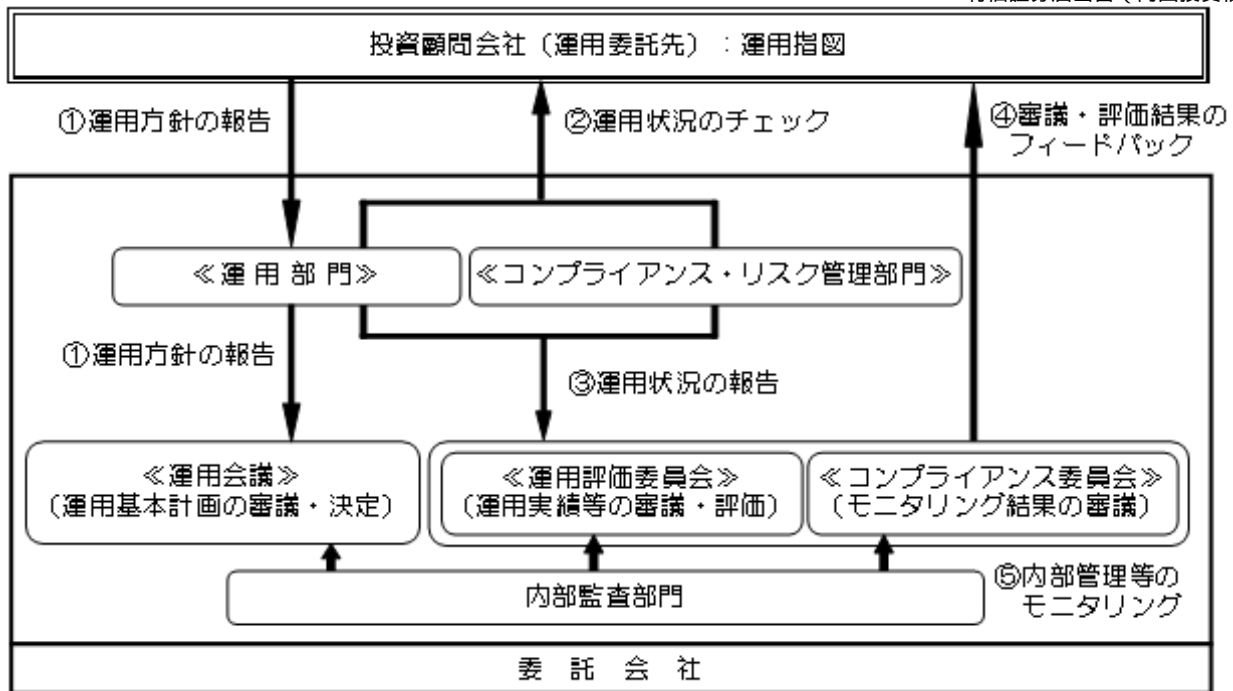 投資顧問会社（運用委託先）：運用指図
①運用方針の報告
②運用状況のチェック
④審議・評価結果の
フィードバック
≪運用部門≫
≪コンプライアンス・リスク管理部門≫
①運用方針の報告
③運用状況の報告
≪運用会議≫
（運用基本計画の審議・決定）
≪運用評価委員会≫
（運用実績等の審議・評価）
≪コンプライアンス委員会≫
（モニタリング結果の審議）
内部監査部門
⑤内部管理等の
モニタリング
委託会社